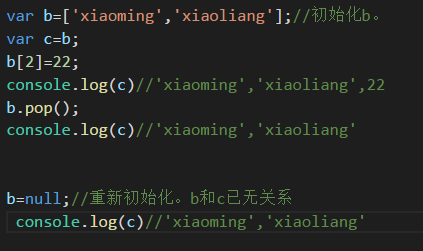 var b=['xiaoming','xiaoliang'];//初始化b。
var c=b;
b[2]=22;
console.log(c)//'xiaoming','xiaoliang',22
b.pop();
console.log(c)//'xiaoming','xiaoliang'
b=null;//重新初始化。b和c已无关系
console.log(c)//'xiaoming','xiaoliang'